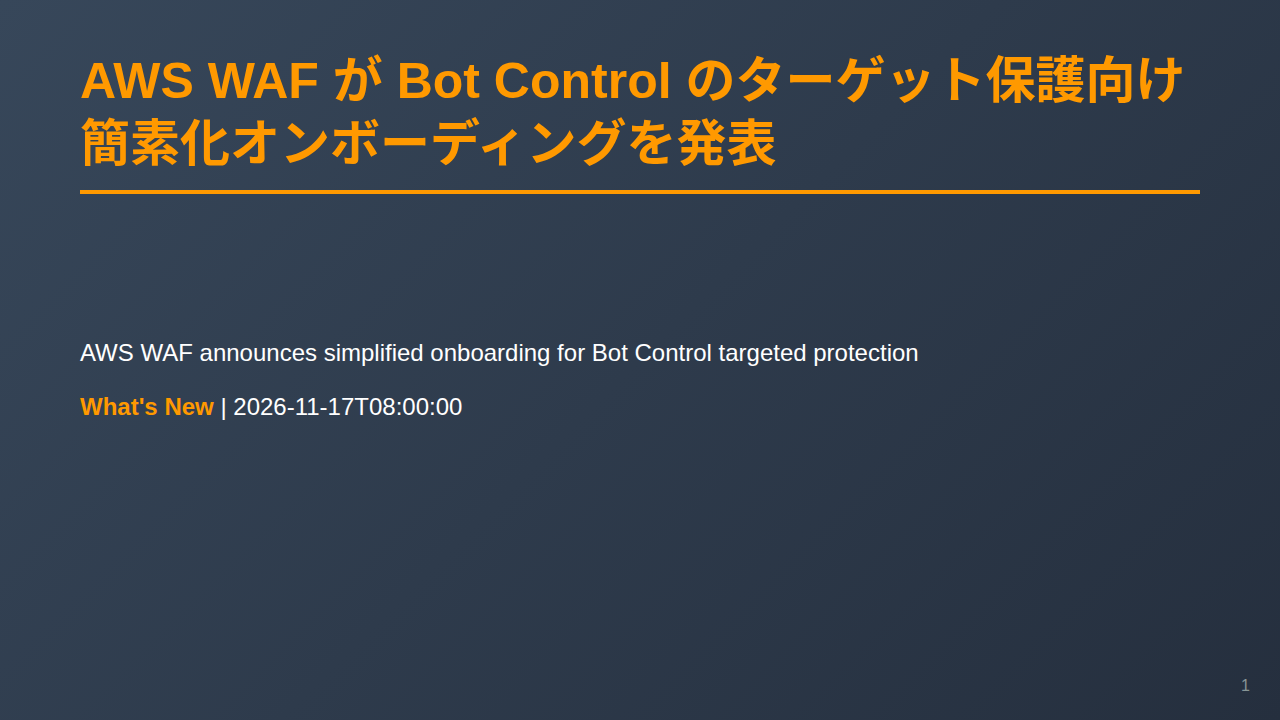 AWS WAF が Bot Control のターゲット保護向け
簡素化オンボーディングを発表
AWS WAF announces simplified onboarding for Bot Control targeted protection
What's New | 2026-11-17T08:00:00
1